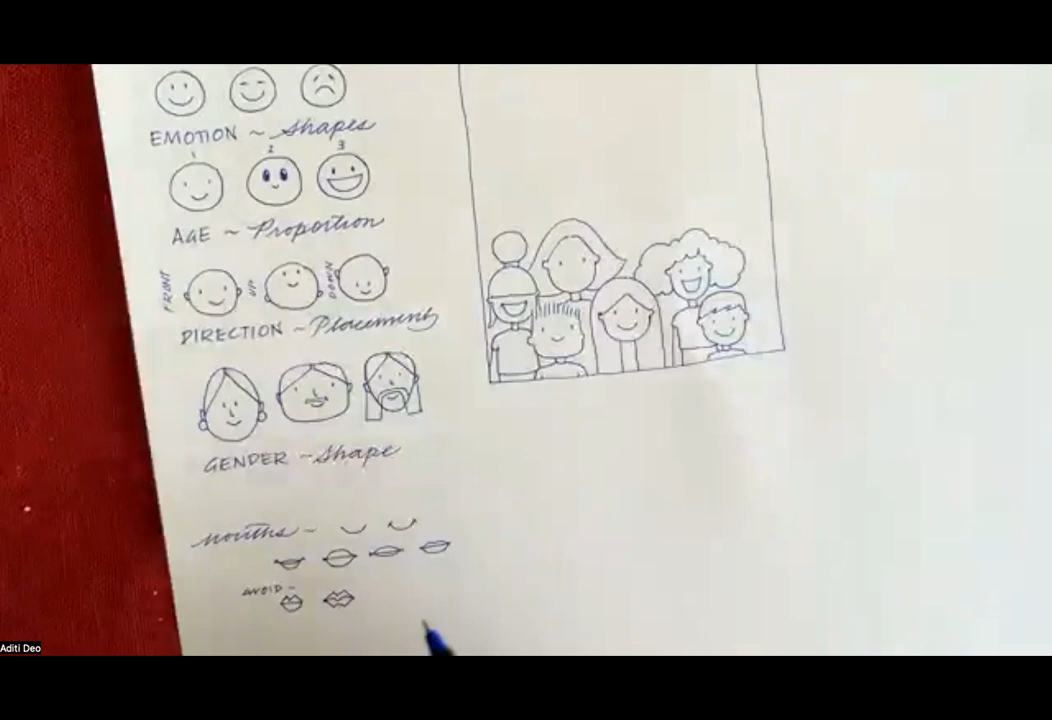 EMOTION ~ Shapes
1 2 3
AGE ~ Proportion
FRONT UP DOWN
DIRECTION ~ Placement
GENDER ~ Shape
mouths ~
AVOID ~
Aditi Deo